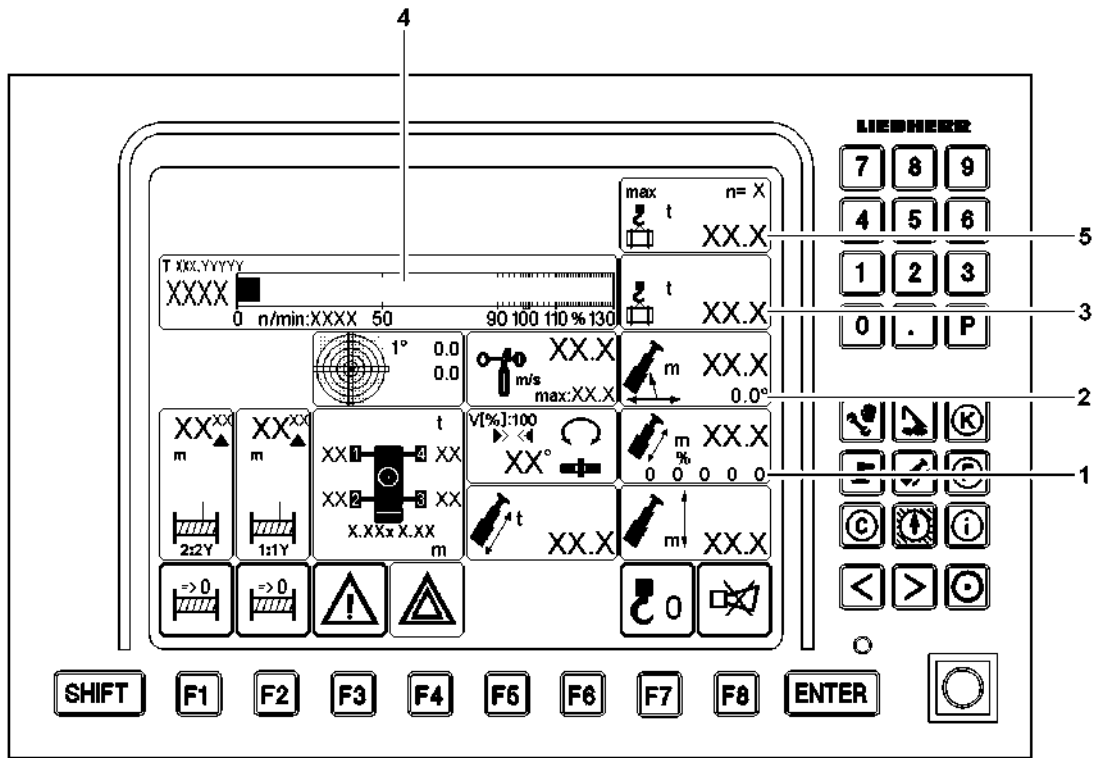 4
LIEBHERR
7 8 9
4 5 6
1 2 3
0 . P
max n= X
t
XX.X
5
T XXX.YYYYY
XXXX
0 n/min:XXXX 50 90 100 110 % 130
t
XX.X
3
1° 0.0
0.0
XX.X
m/s
max:XX.X
m XX.X
0.0°
2
XX XX
m
2:2Y
XX XX
m
1:1Y
t
XX 1 4 XX
XX 2 3 XX
X.XXx X.XX
m
V[%]:100
XX°
m XX.X
%
0 0 0 0 0
1
t
XX.X
m XX.X
K
P
C i
< >
=>0
=>0
!
0
SHIFT F1 F2 F3 F4 F5 F6 F7 F8 ENTER